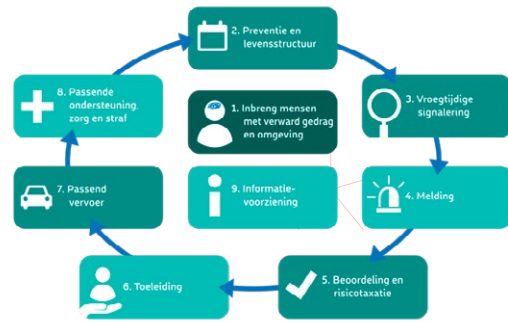 2. Preventie en
levensstructuur
8. Passende
ondersteuning,
zorg en straf
1. Inbreng mensen
met verward gedrag
en omgeving
3. Vroegtijdige
signalering
7. Passend
vervoer
9. Informatie-
voorziening
4. Melding
6. Toeleiding
5. Beoordeling en
risicotaxatie